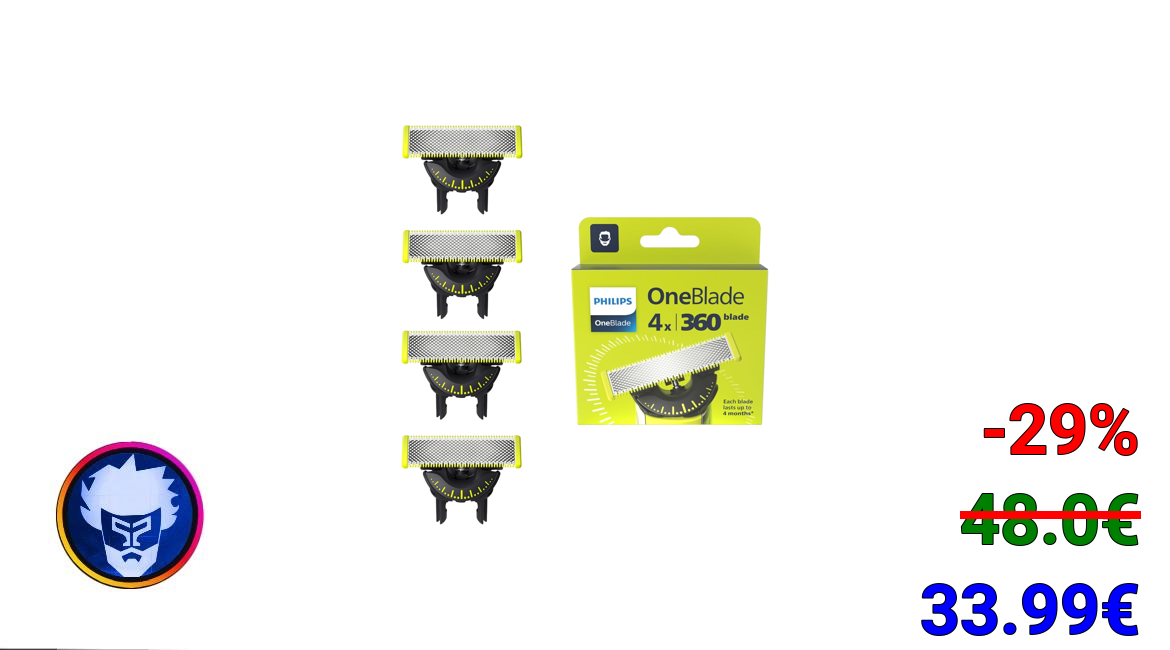 PHILIPS
OneBlade
OneBlade
4x 360 blade
Each blade
lasts up to
4 months*
-29%
48.0€
33.99€